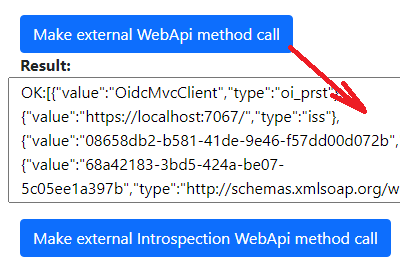 Make external WebApi method call
Result:
OK:[{"value":"OidcMvcClient","type":"oi_prst"
{"value":"https://localhost:7067/","type":"iss"},
{"value":"08658db2-b581-41de-9e46-f57dd00d072b",
{"value":"68a42183-3bd5-424a-be07-
5c05ee1a397b","type":"http://schemas.xmlsoap.org/w
Make external Introspection WebApi method call